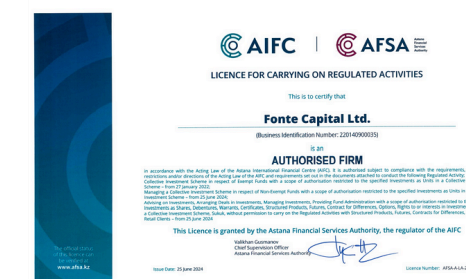 AIFC | AFSA Astana Financial Services Authority
LICENCE FOR CARRYING ON REGULATED ACTIVITIES
This is to certify that
Fonte Capital Ltd.
(Business Identification Number: 220140900035)
is an
AUTHORISED FIRM
In accordance with the Acting Law of the Astana International Financial Centre (AIFC). It is authorised subject to compliance with the requirements,
and/or directions of the Acting Law of the AIFC and requirements set out in the documents attached to conduct the following Regulated Activity:
Collective Investment Scheme in respect of Exempt Funds with a scope of authorisation restricted to the specified Investments as Units in a Collective
Scheme – from 27 January 2022;
Managing a Collective Investment Scheme in respect of Non-Exempt Funds with a scope of authorisation restricted to the specified Investments as Units in
Investment Scheme – from 25 June 2024;
Advising on Investments, Arranging Deals in Investments, Managing Investments, Providing Fund Administration with a scope of authorisation restricted to
Investments as Shares, Debentures, Warrants, Certificates, Structured Products, Futures, Contract for Differences, Options, Rights to or interests in
a Collective Investment Scheme, Sukuk, without permission to carry on the Regulated Activities with Structured Products, Futures, Contracts for Differences,
Retail Clients – from 25 June 2024
This Licence is granted by the Astana Financial Services Authority, the regulator of the AIFC
Valikhan Gusmanov
Chief Supervision Officer
Astana Financial Services Authority
The official status
of this licence can
be verified at
www.afsa.kz
Issue Date: 25 June 2024
Licence Number: AFSA-A-LA-